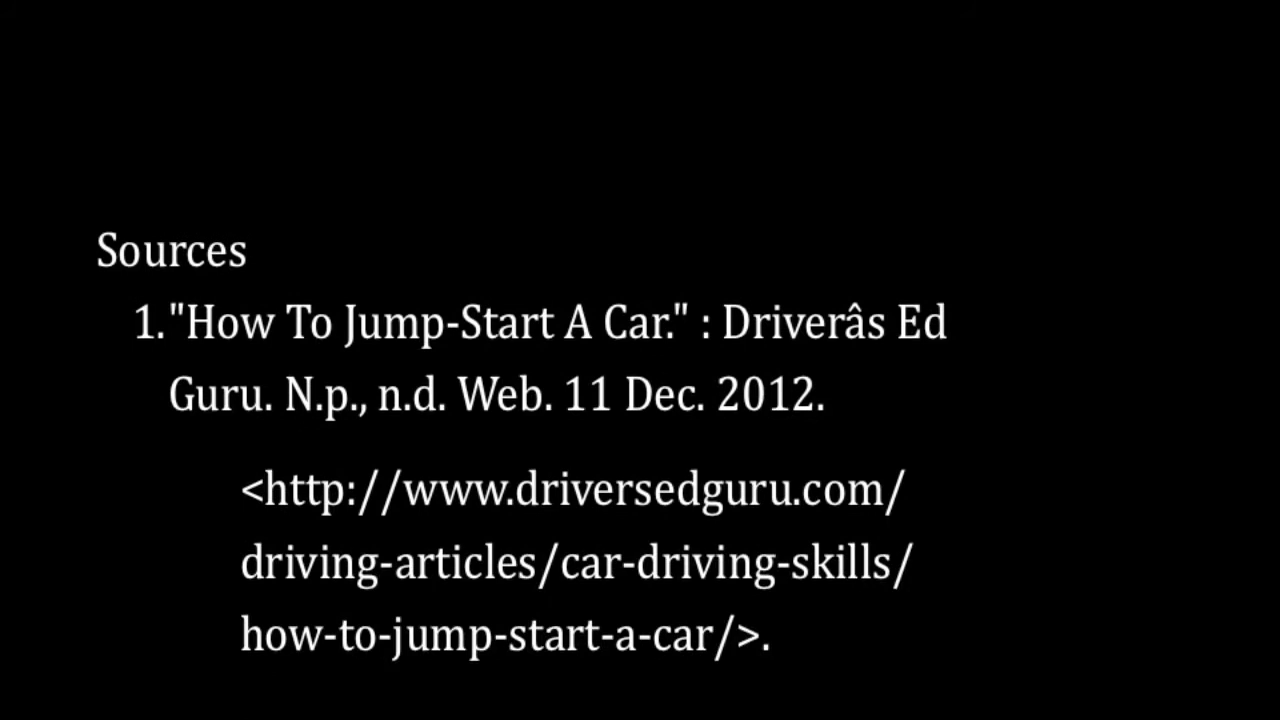 Sources
1."How To Jump-Start A Car." : Driverâs Ed
Guru. N.p., n.d. Web. 11 Dec. 2012.
<http://www.driversedguru.com/
driving-articles/car-driving-skills/
how-to-jump-start-a-car/>.